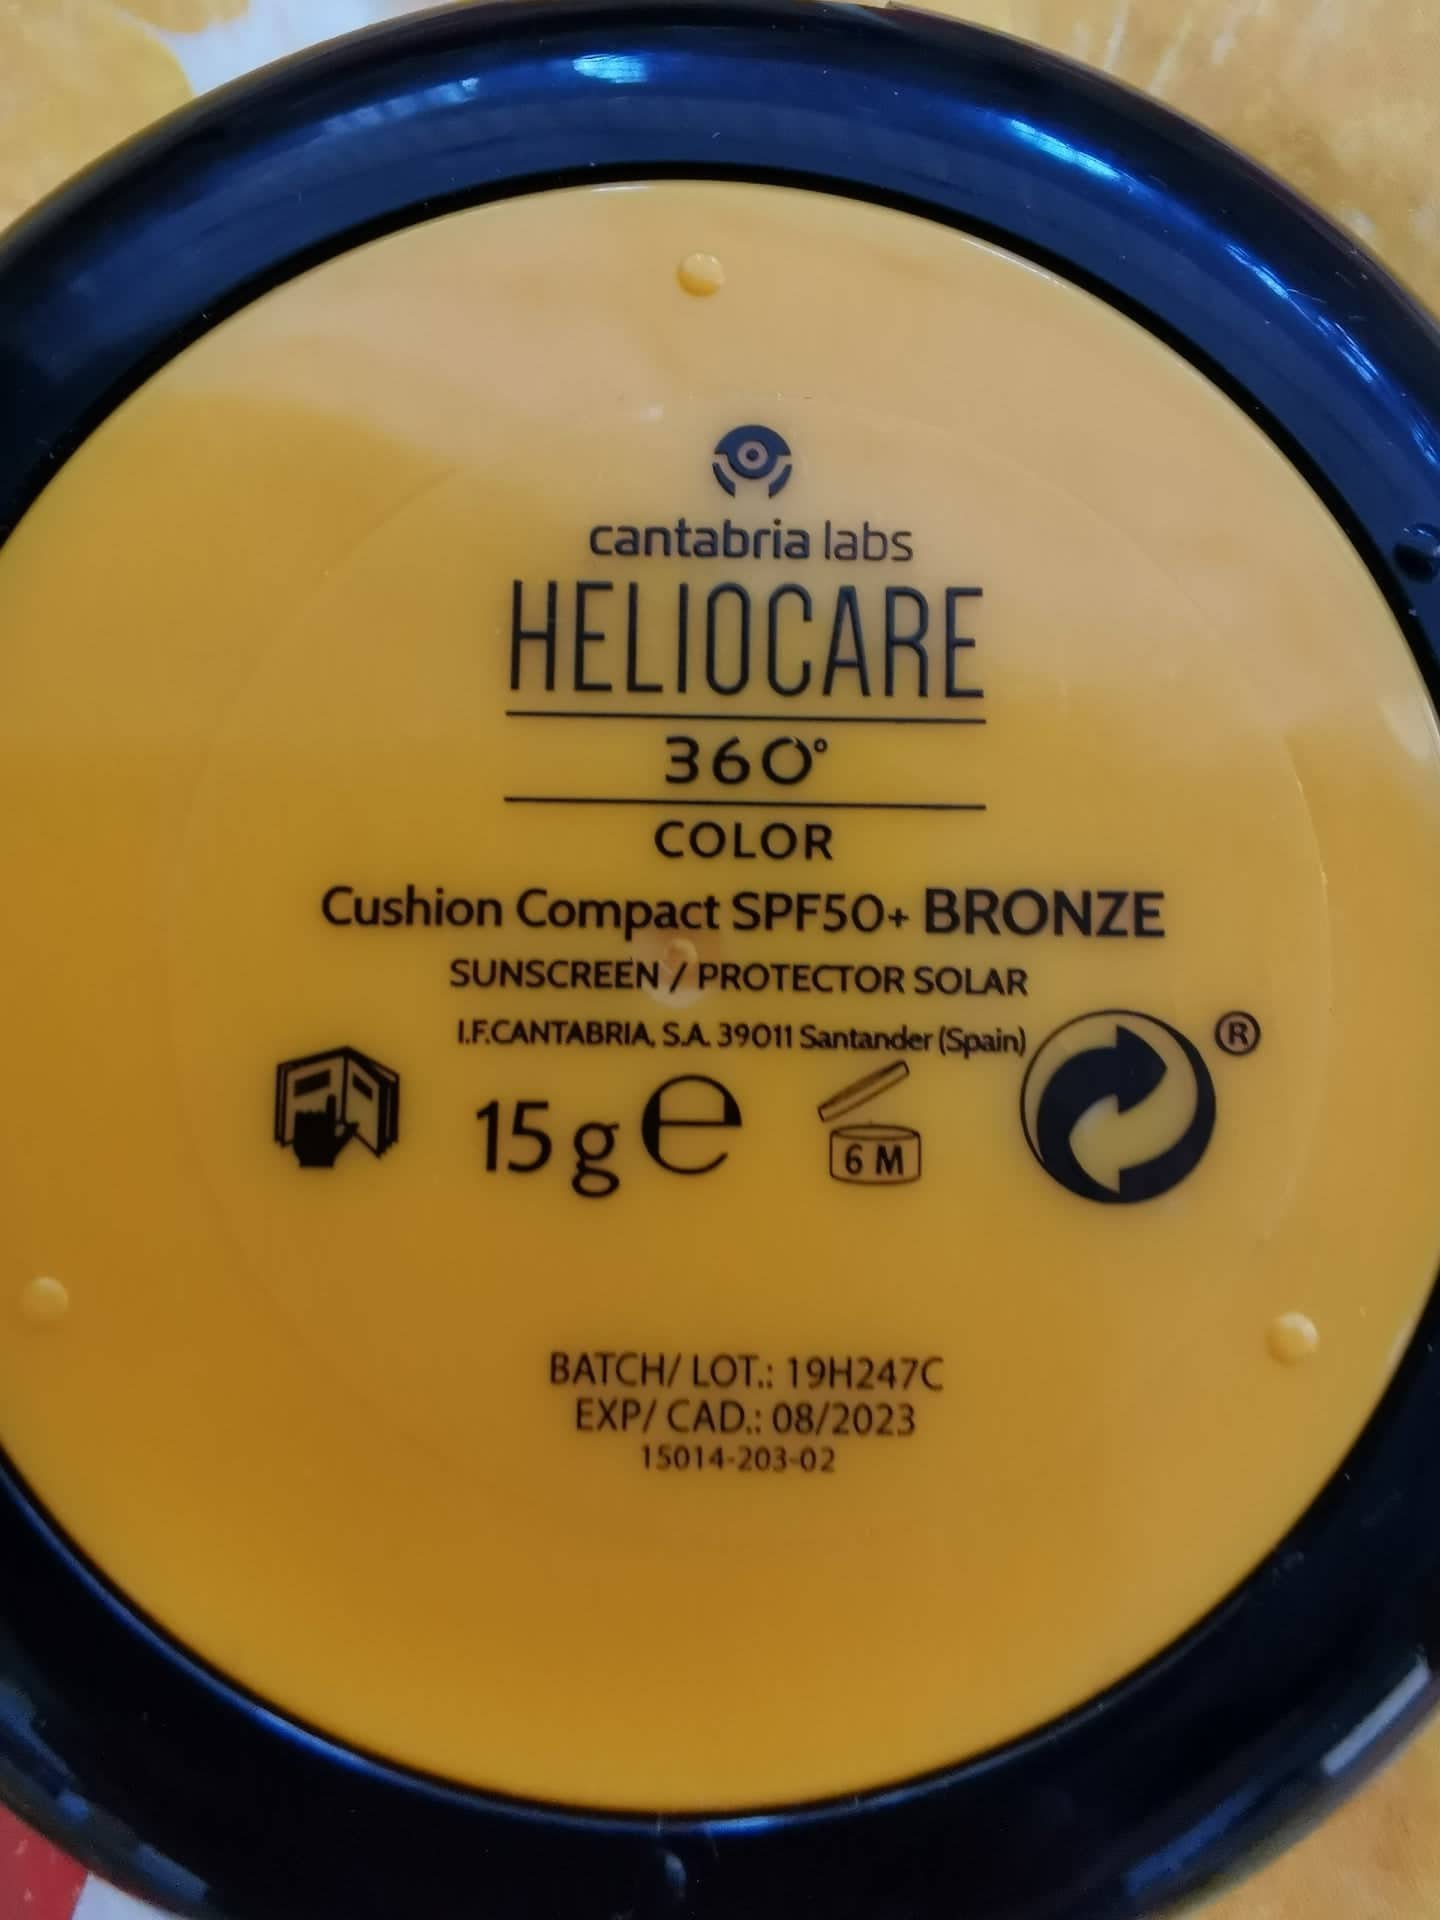 cantabria labs
HELIOCARE
360°
COLOR
Cushion Compact SPF50+ BRONZE
SUNSCREEN / PROTECTOR SOLAR
I.F.CANTABRIA, S.A. 39011 Santander (Spain)
®
15 g e
6 M
BATCH/ LOT.: 19H247C
EXP/ CAD.: 08/2023
15014-203-02